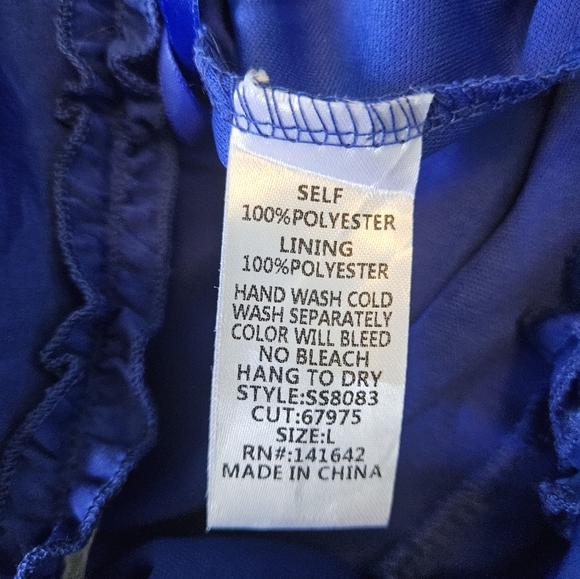 SELF
100%POLYESTER
LINING
100%POLYESTER
HAND WASH COLD
WASH SEPARATELY
COLOR WILL BLEED
NO BLEACH
HANG TO DRY
STYLE:SS8083
CUT:67975
SIZE:L
RN#:141642
MADE IN CHINA